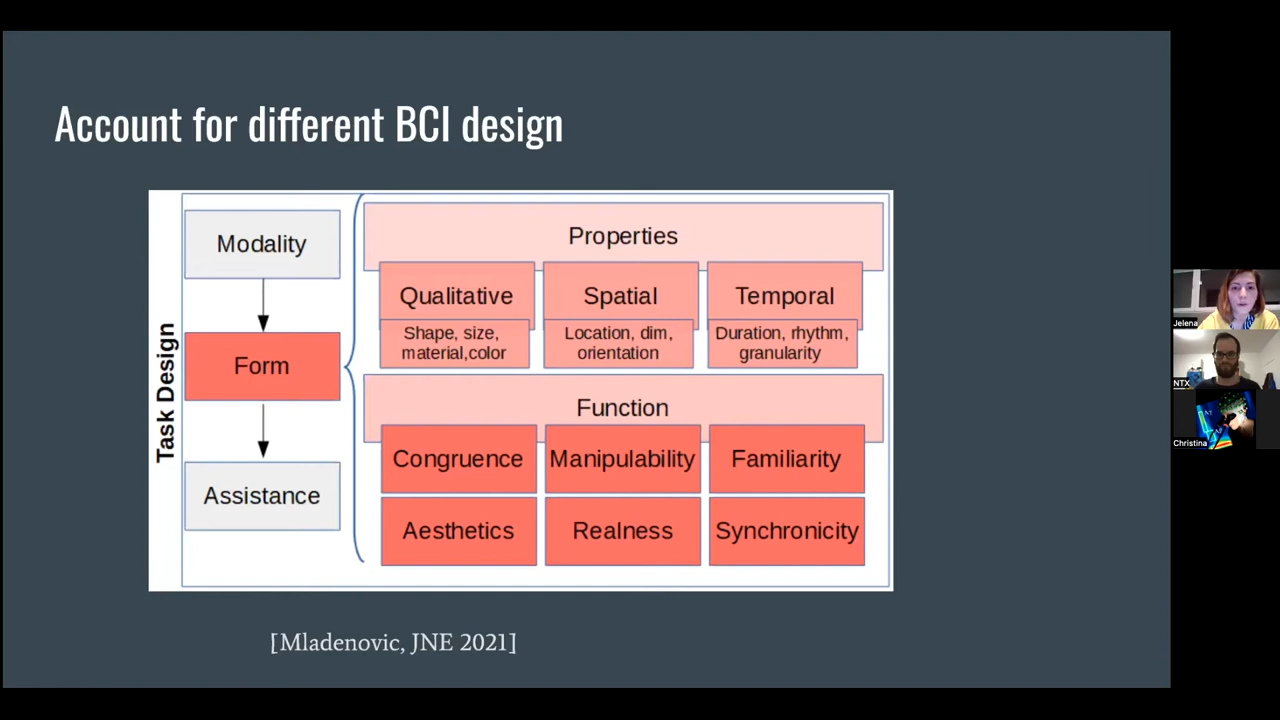 Account for different BCI design
Task Design
Modality
Form
Assistance
Properties
Qualitative
Spatial
Temporal
Shape, size,
material,color
Location, dim,
orientation
Duration, rhythm,
granularity
Function
Congruence
Manipulability
Familiarity
Aesthetics
Realness
Synchronicity
[Mladenovic, JNE 2021]
Jelena
NTX
Christina